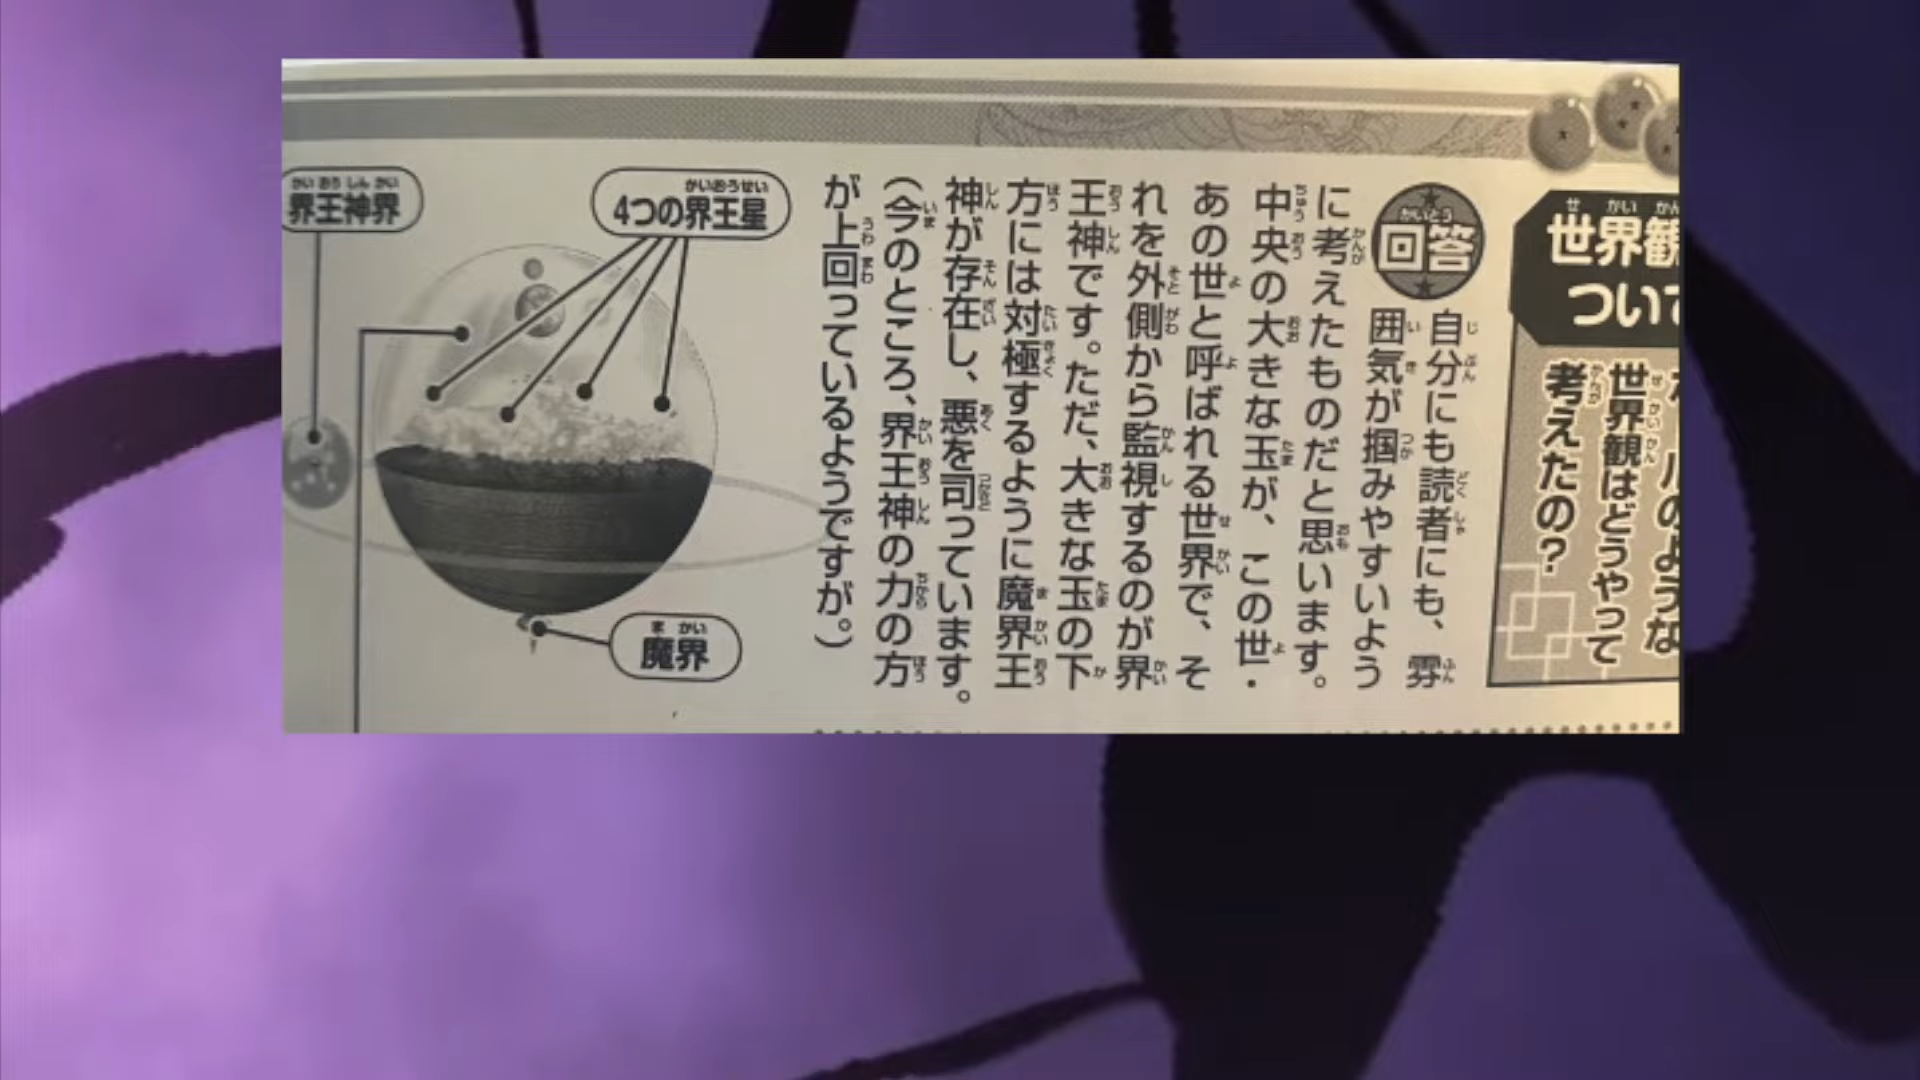 世界観
ついて
ルのような
世界観はどうやって
考えたの？
回答
自分にも読者にも、雰
囲気が掴みやすいよう
に考えたものだと思います。
中央の大きな玉が、この世・
あの世と呼ばれる世界で、そ
れを外側から監視するのが界
王神です。ただ、大きな玉の下
方には対極するように魔界王
神が存在し、悪を司っています。
（今のところ、界王神の力の方
が上回っているようですが。）
4つの界王星
界王神界
魔界